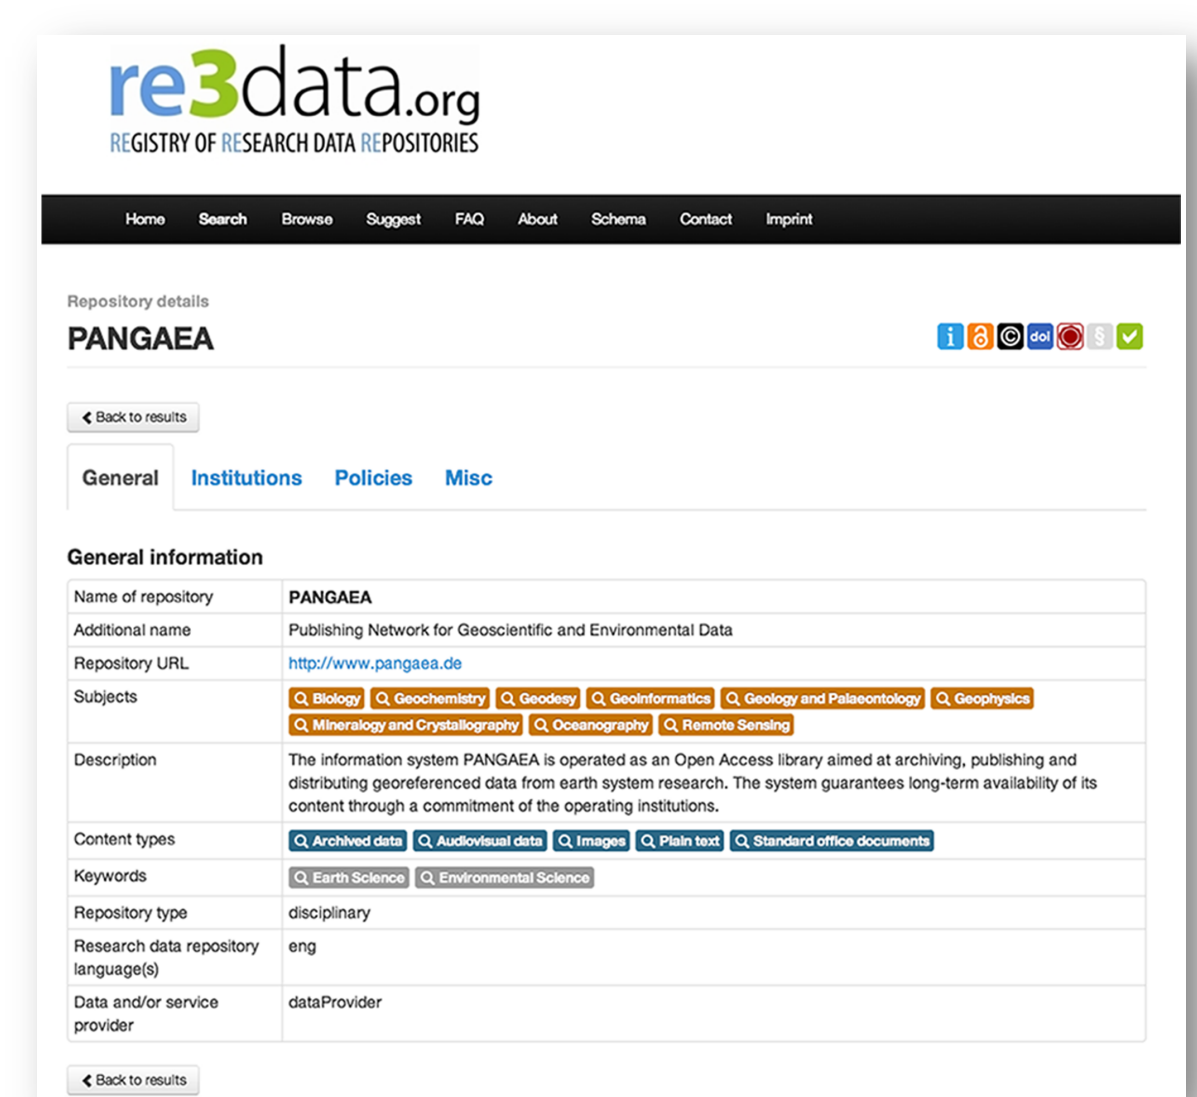 re3data.org
REGISTRY OF RESEARCH DATA REPOSITORIES
Home Search Browse Suggest FAQ About Schema Contact Imprint
Repository details
PANGAEA
i © doi §
Back to results
General Institutions Policies Misc
General information
Name of repository PANGAEA
Additional name Publishing Network for Geoscientific and Environmental Data
Repository URL http://www.pangaea.de
Subjects Biology Geochemistry Geodesy Geoinformatics Geology and Palaeontology Geophysics
Mineralogy and Crystallography Oceanography Remote Sensing
Description The information system PANGAEA is operated as an Open Access library aimed at archiving, publishing and
distributing georeferenced data from earth system research. The system guarantees long-term availability of its
content through a commitment of the operating institutions.
Content types Archived data Audiovisual data Images Plain text Standard office documents
Keywords Earth Science Environmental Science
Repository type disciplinary
Research data repository eng
language(s)
Data and/or service dataProvider
provider
Back to results